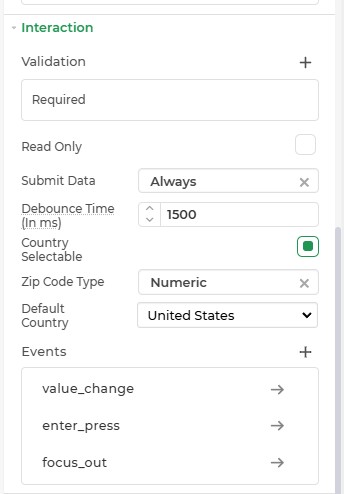 Interaction
Validation
Required
Read Only
Submit Data
Always
Debounce Time
(In ms)
1500
Country
Selectable
Zip Code Type
Numeric
Default
Country
United States
Events
value_change
enter_press
focus_out